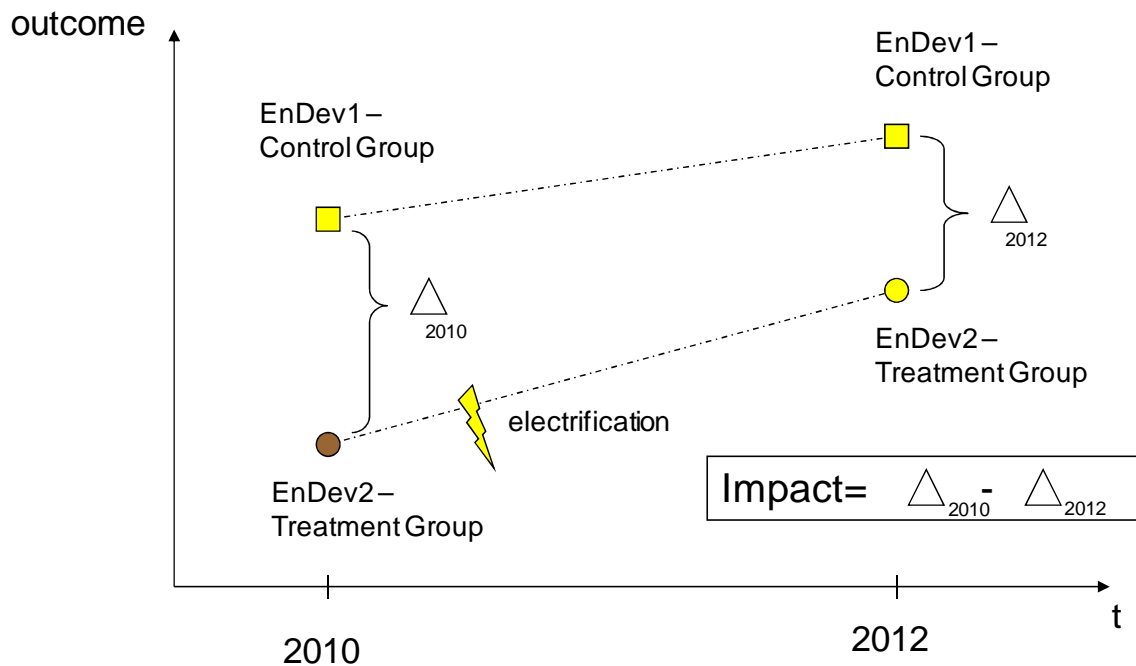 outcome
EnDev1 –
Control Group
EnDev1 –
Control Group
△
2012
△
2010
EnDev2 –
Treatment Group
electrification
EnDev2 –
Treatment Group
Impact= △2010- △2012
t
2010
2012